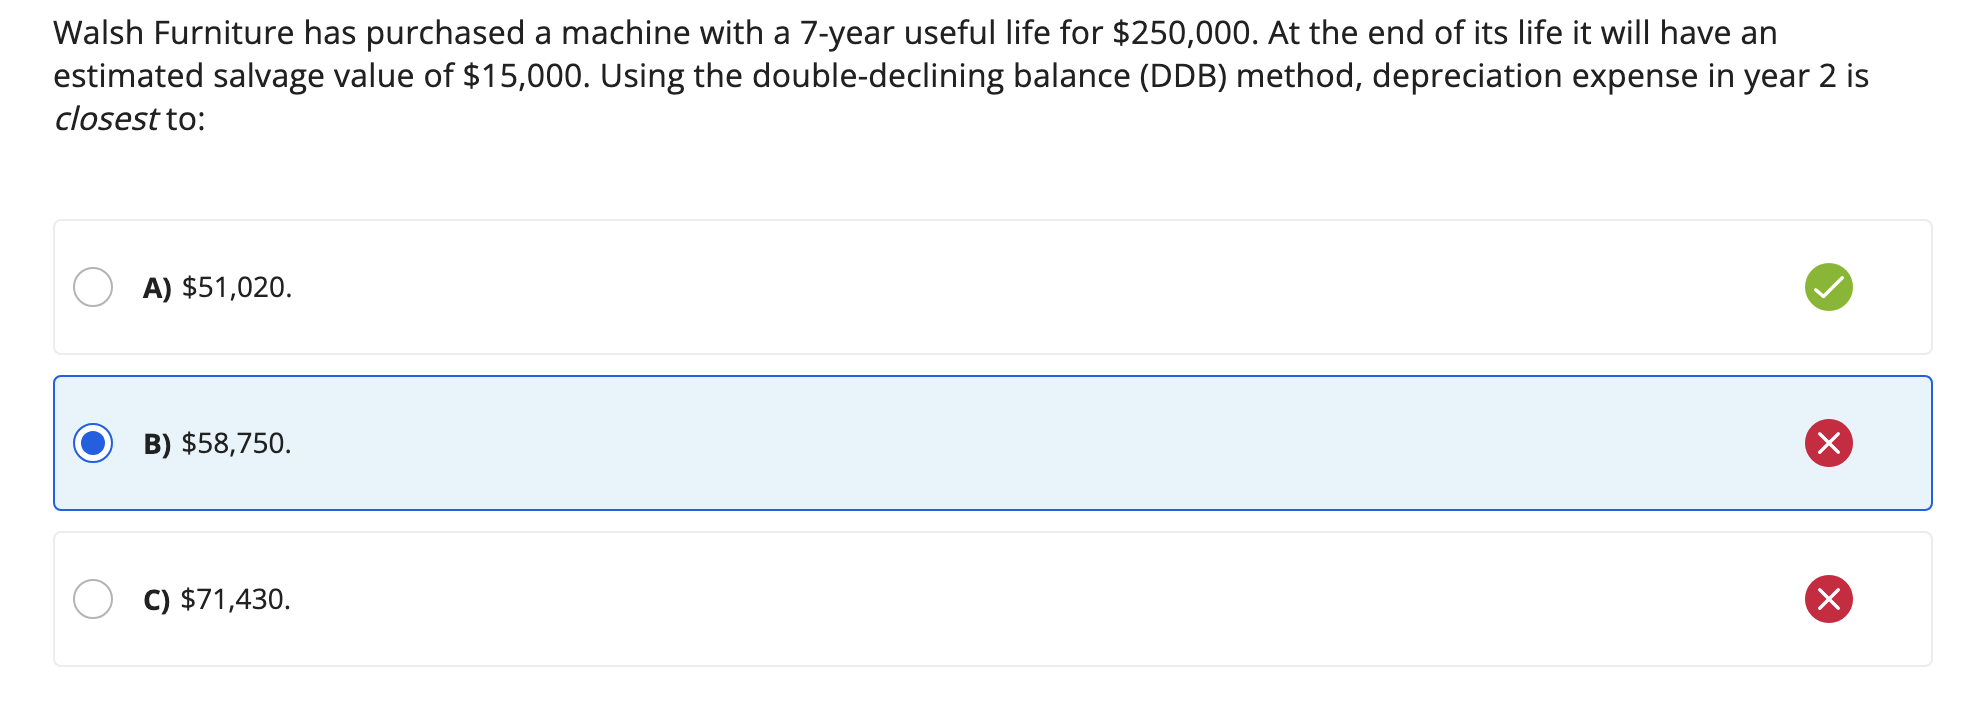 Walsh Furniture has purchased a machine with a 7-year useful life for $250,000. At the end of its life it will have an
estimated salvage value of $15,000. Using the double-declining balance (DDB) method, depreciation expense in year 2 is
closest to:
A) $51,020.
B) $58,750.
C) $71,430.